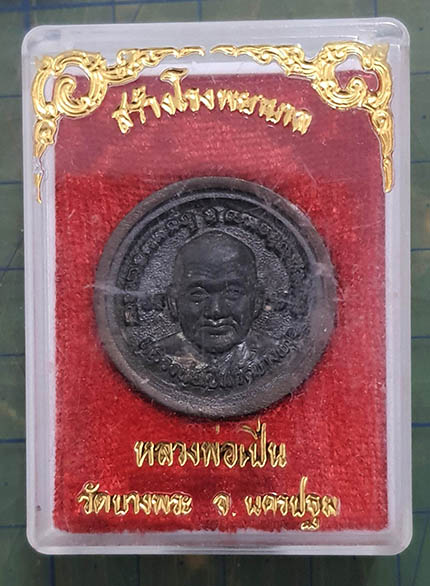 สร้างโรงพยาบาล
หลวงพ่อเปิ่น
วัดบางพระ จ. นครปฐม